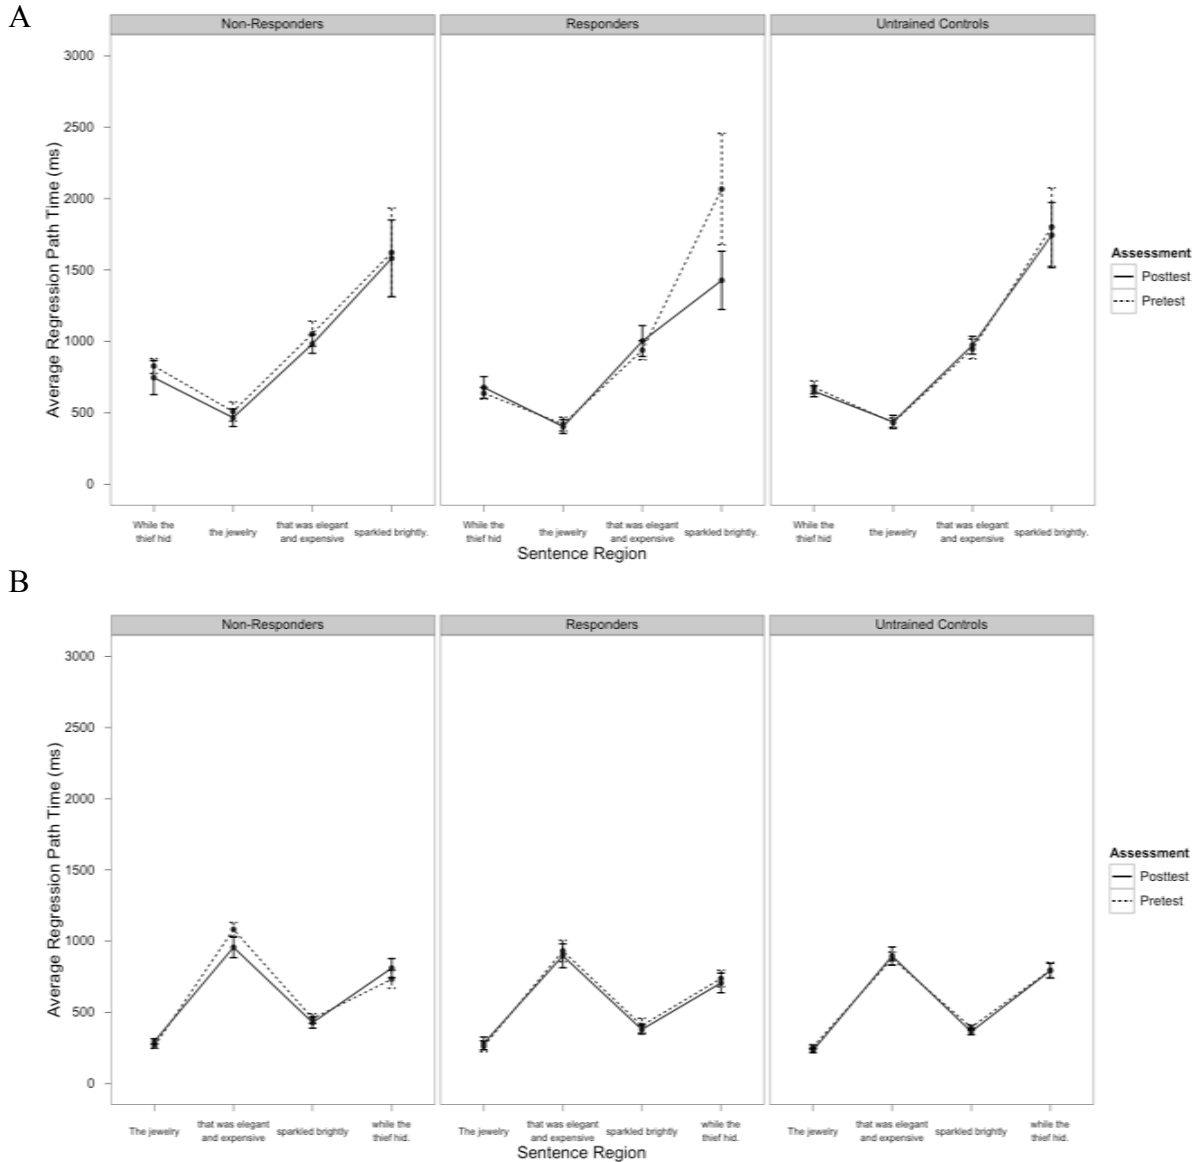 A
Non-Responders
Responders
Untrained Controls
Average Regression Path Time (ms)
3000
2500
2000
1500
1000
500
0
While the
thief hid
the jewelry
that was elegant
and expensive
sparkled brightly.
While the
thief hid
the jewelry
that was elegant
and expensive
sparkled brightly.
While the
thief hid
the jewelry
that was elegant
and expensive
sparkled brightly.
Sentence Region
Assessment
Posttest
Pretest
B
Non-Responders
Responders
Untrained Controls
Average Regression Path Time (ms)
3000
2500
2000
1500
1000
500
0
The jewelry
that was elegant
and expensive
sparkled brightly
while the
thief hid.
The jewelry
that was elegant
and expensive
sparkled brightly
while the
thief hid.
The jewelry
that was elegant
and expensive
sparkled brightly
while the
thief hid.
Sentence Region
Assessment
Posttest
Pretest